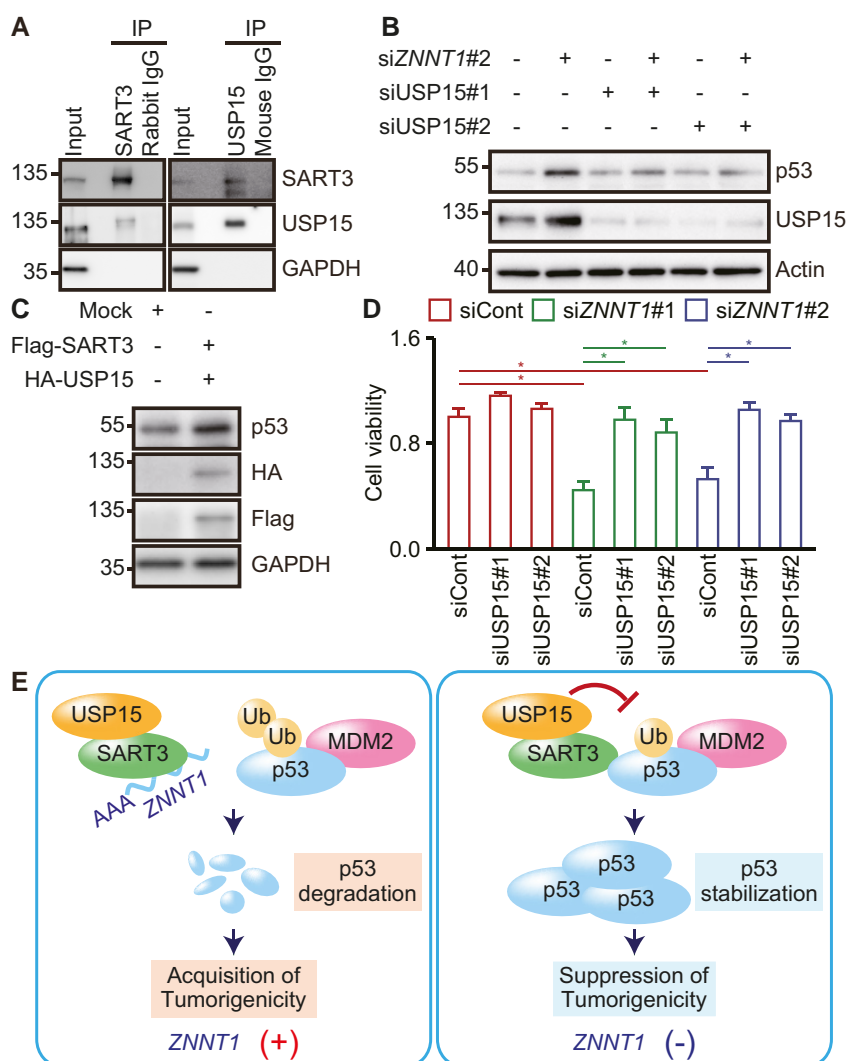 A
IP
IP
Input
SART3
Rabbit IgG
Input
USP15
Mouse IgG
135
SART3
135
USP15
35
GAPDH
B
siZNNT1#2 - + - + - +
siUSP15#1 - - + + - -
siUSP15#2 - - - - + +
55
p53
135
USP15
40
Actin
C
Mock + -
Flag-SART3 - +
HA-USP15 - +
55
p53
135
HA
135
Flag
35
GAPDH
D
siCont siZNNT1#1 siZNNT1#2
Cell viability
1.6
0.8
0.0
* * * * * *
siCont
siUSP15#1
siUSP15#2
siCont
siUSP15#1
siUSP15#2
siCont
siUSP15#1
siUSP15#2
E
USP15
SART3
AAA
ZNNT1
Ub
Ub
p53
MDM2
p53
degradation
Acquisition of
Tumorigenicity
ZNNT1 (+)
USP15
SART3
Ub
p53
MDM2
p53
p53
p53
p53
stabilization
Suppression of
Tumorigenicity
ZNNT1 (-)